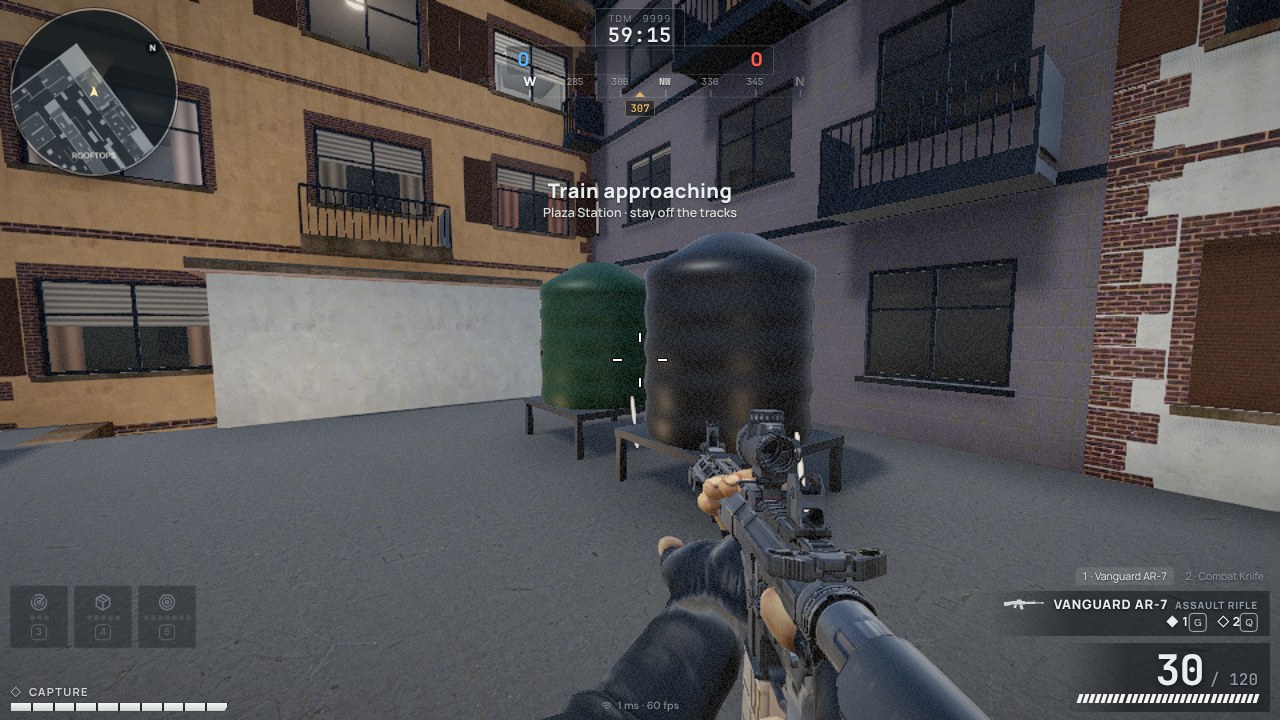 TDM · 9999
59:15
0 0
W 285 300 NW 330 345 N
307
N
ROOFTOPS
Train approaching
Plaza Station · stay off the tracks
1 · Vanguard AR-7 2 · Combat Knife
VANGUARD AR-7 ASSAULT RIFLE
1 G 2 Q
30 / 120
3 4 5
CAPTURE
1 ms · 60 fps